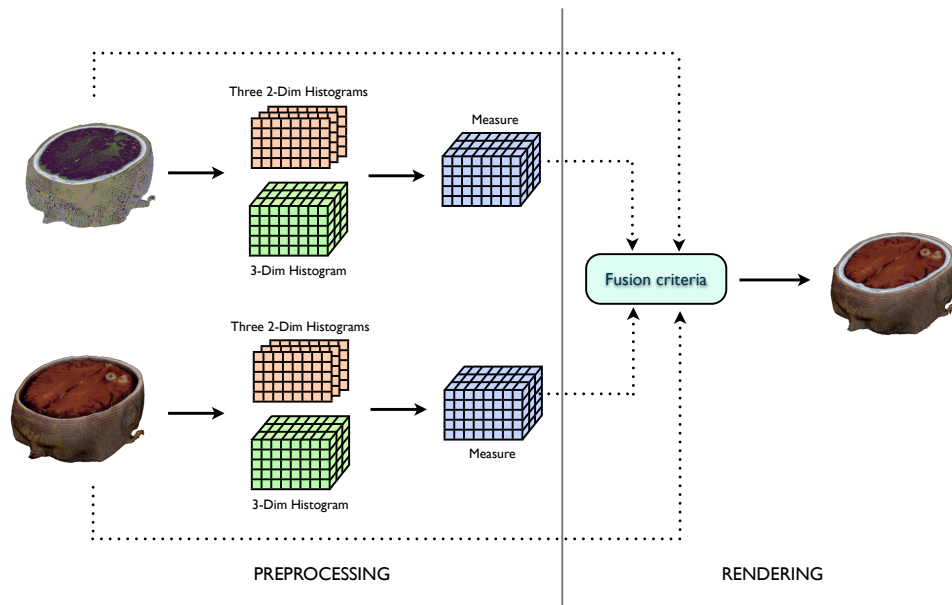 Three 2-Dim Histograms
Measure
3-Dim Histogram
Fusion criteria
Three 2-Dim Histograms
Measure
3-Dim Histogram
PREPROCESSING
RENDERING